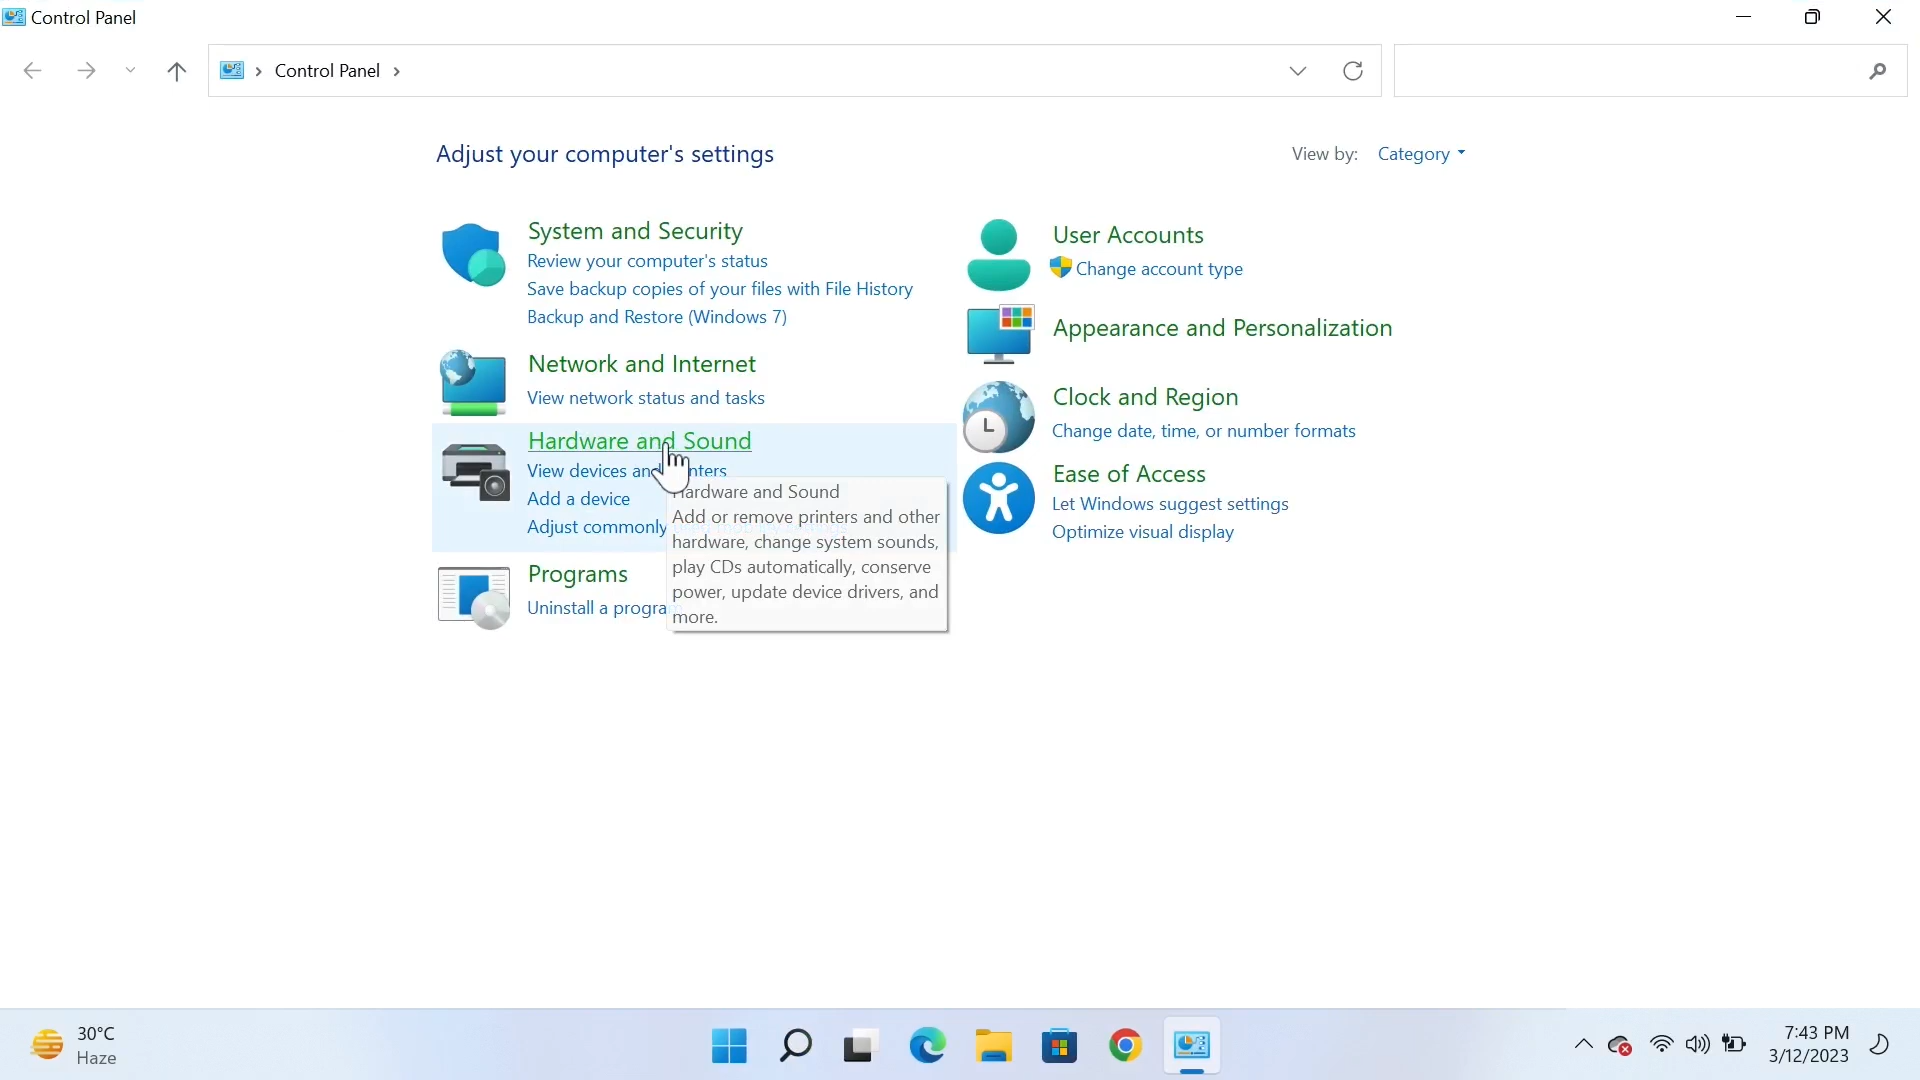 Control Panel
Control Panel
Adjust your computer's settings
View by: Category
System and Security
Review your computer's status
Save backup copies of your files with File History
Backup and Restore (Windows 7)
Network and Internet
View network status and tasks
Hardware and Sound
View devices an
Add a device
Adjust commonly
Hardware and Sound
Add or remove printers and other
hardware, change system sounds,
play CDs automatically, conserve
power, update device drivers, and
more.
Programs
Uninstall a progra
User Accounts
Change account type
Appearance and Personalization
Clock and Region
Change date, time, or number formats
Ease of Access
Let Windows suggest settings
Optimize visual display
30°C
Haze
7:43 PM
3/12/2023